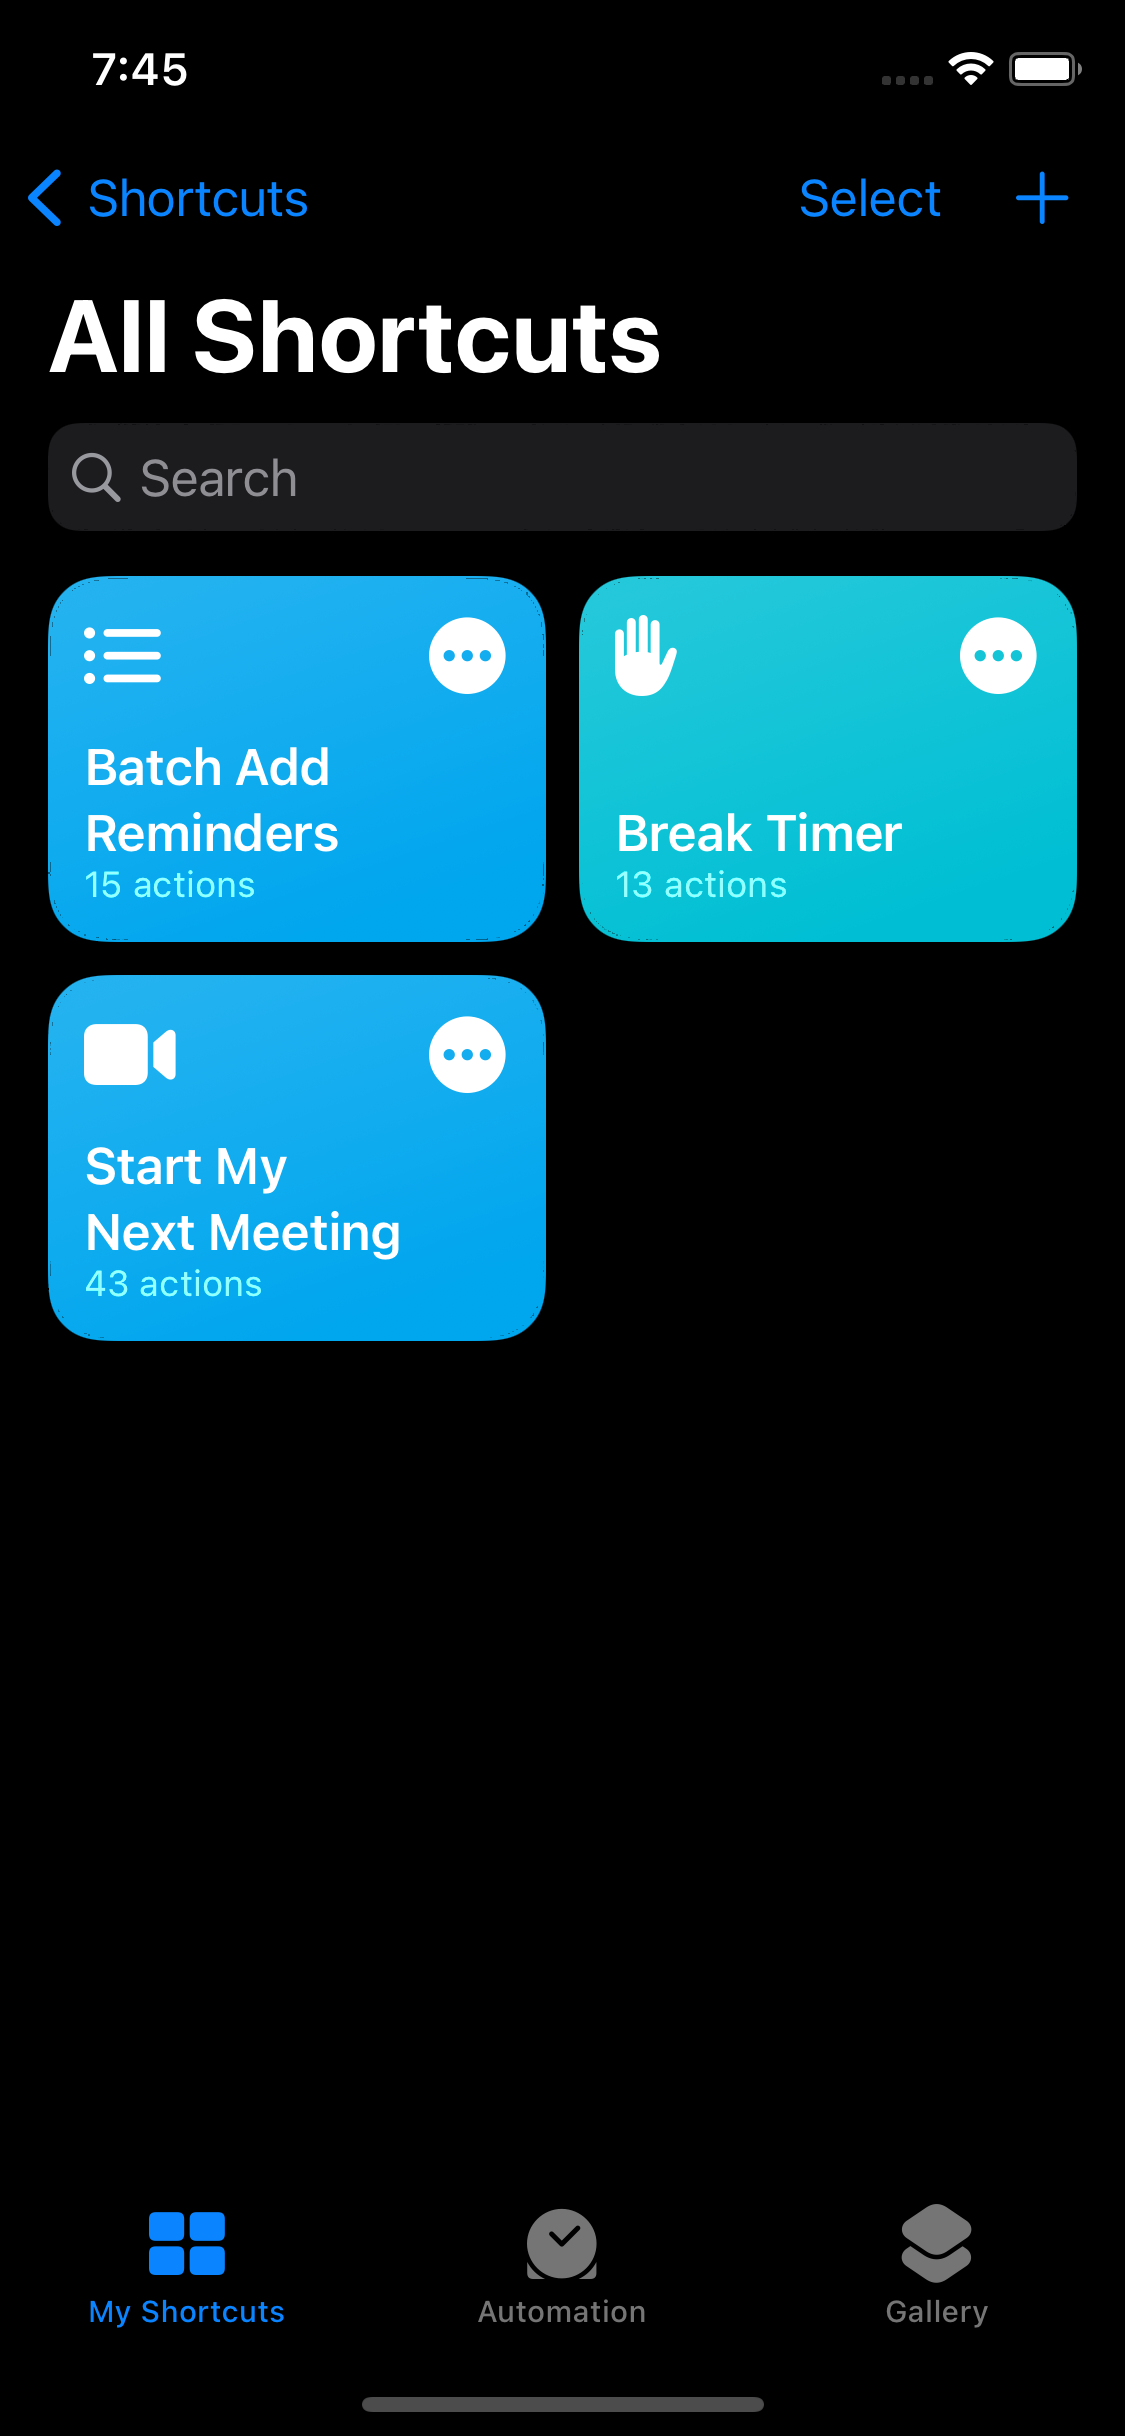 7:45
Shortcuts
Select
All Shortcuts
Search
Batch Add
Reminders
15 actions
Break Timer
13 actions
Start My
Next Meeting
43 actions
My Shortcuts
Automation
Gallery